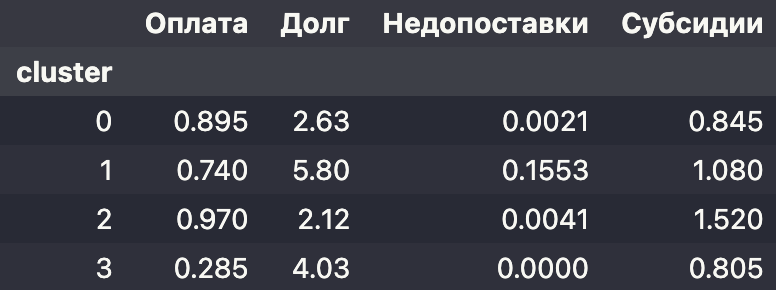 Оплата Долг Недопоставки Субсидии
cluster
0 0.895 2.63 0.0021 0.845
1 0.740 5.80 0.1553 1.080
2 0.970 2.12 0.0041 1.520
3 0.285 4.03 0.0000 0.805